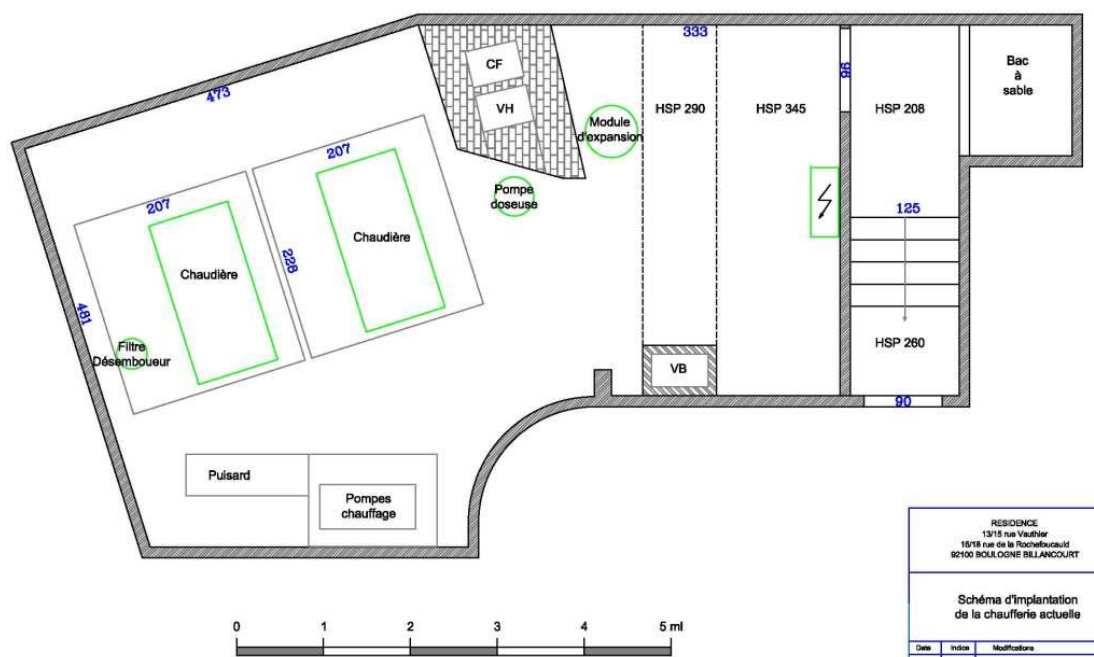 333
CF
473
VH
96
Bac
à
sable
HSP 290
HSP 345
HSP 208
Module
d'expansion
207
Pompe
doseuse
207
125
Chaudière
228
Chaudière
481
Filtre
Désemboueur
HSP 260
VB
90
Puisard
Pompes
chauffage
RESIDENCE
13/15 rue Vauthier
16/18 rue de la Rochefoucauld
92100 BOULOGNE BILLANCOURT
Schéma d'implantation
de la chaufferie actuelle
Date Indice Modifications
0 1 2 3 4 5 ml